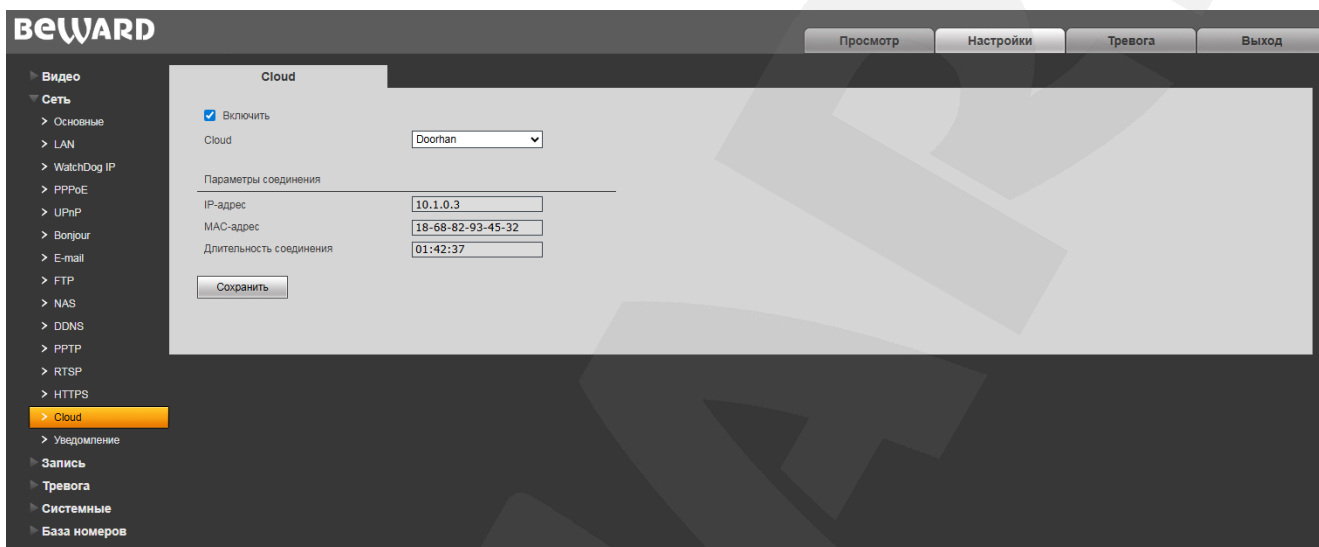 BEWARD
Просмотр
Настройки
Тревога
Выход
Видео
Сеть
> Основные
> LAN
> WatchDog IP
> PPPoE
> UPnP
> Bonjour
> E-mail
> FTP
> NAS
> DDNS
> PPTP
> RTSP
> HTTPS
> Cloud
> Уведомление
Запись
Тревога
Системные
База номеров
Cloud
Включить
Cloud Doorhan
Параметры соединения
IP-адрес 10.1.0.3
MAC-адрес 18-68-82-93-45-32
Длительность соединения 01:42:37
Сохранить